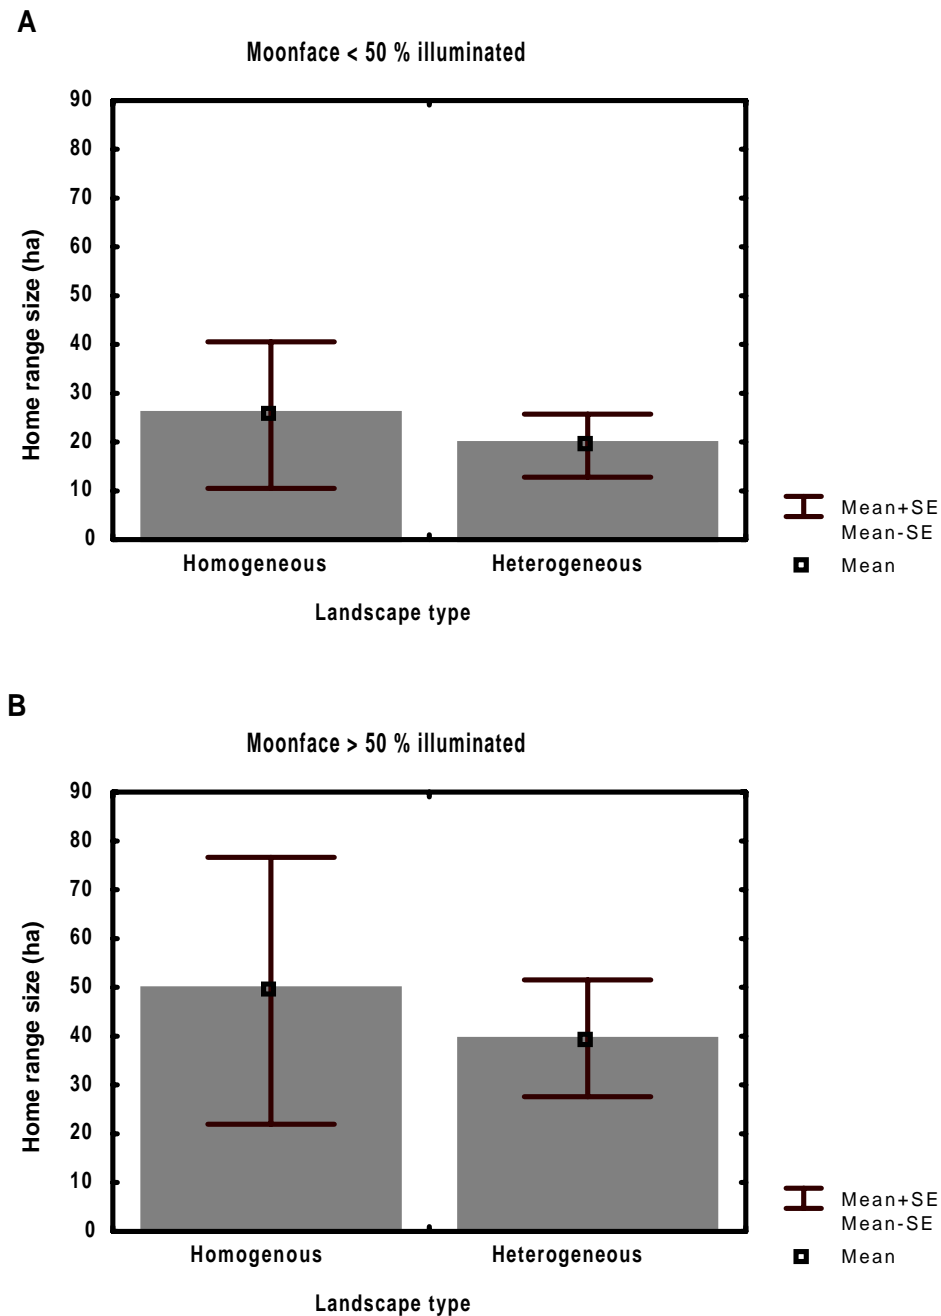 A
Moonface < 50 % illuminated
90
80
70
60
50
40
30
20
10
0
Home range size (ha)
Homogeneous Heterogeneous
Landscape type
Mean+SE
Mean-SE
Mean
B
Moonface > 50 % illuminated
90
80
70
60
50
40
30
20
10
0
Home range size (ha)
Homogenous Heterogeneous
Landscape type
Mean+SE
Mean-SE
Mean